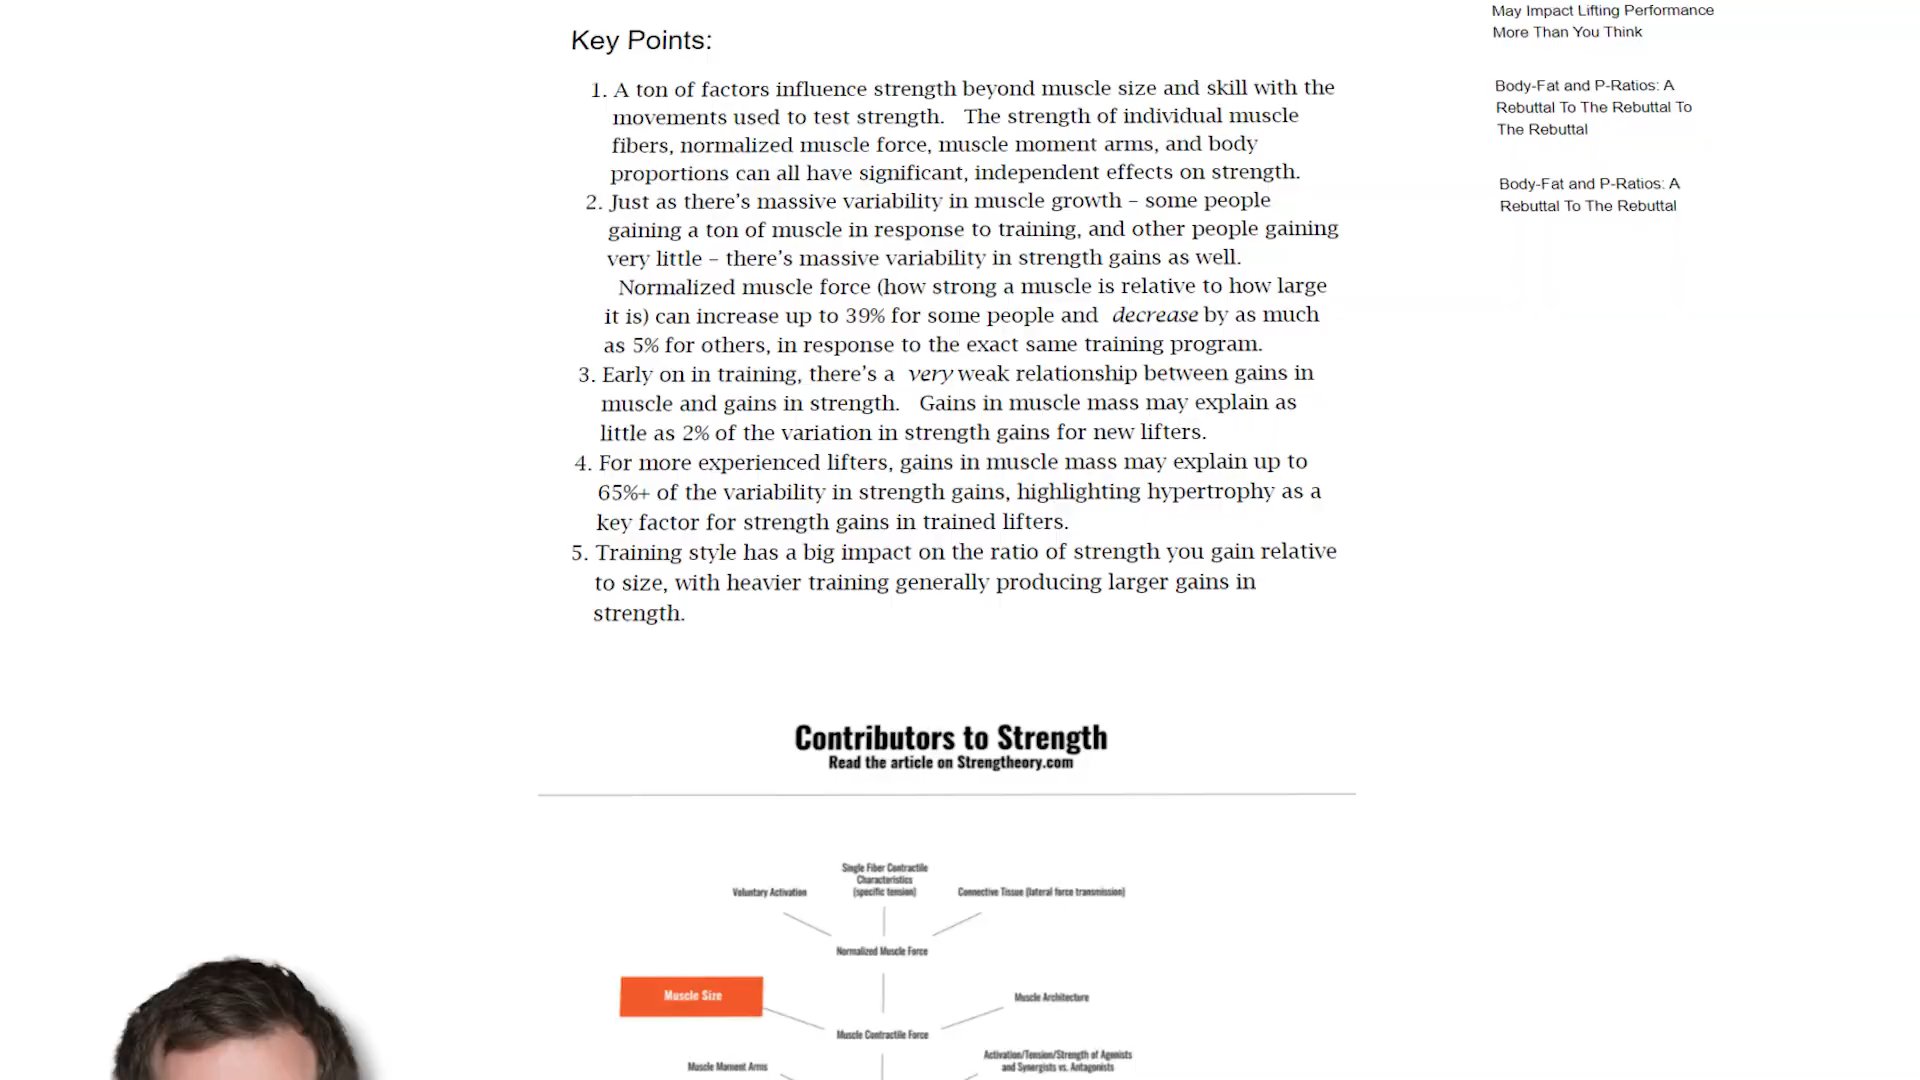 Key Points:
1. A ton of factors influence strength beyond muscle size and skill with the
movements used to test strength. The strength of individual muscle
fibers, normalized muscle force, muscle moment arms, and body
proportions can all have significant, independent effects on strength.
2. Just as there's massive variability in muscle growth – some people
gaining a ton of muscle in response to training, and other people gaining
very little – there's massive variability in strength gains as well.
Normalized muscle force (how strong a muscle is relative to how large
it is) can increase up to 39% for some people and decrease by as much
as 5% for others, in response to the exact same training program.
3. Early on in training, there's a very weak relationship between gains in
muscle and gains in strength. Gains in muscle mass may explain as
little as 2% of the variation in strength gains for new lifters.
4. For more experienced lifters, gains in muscle mass may explain up to
65%+ of the variability in strength gains, highlighting hypertrophy as a
key factor for strength gains in trained lifters.
5. Training style has a big impact on the ratio of strength you gain relative
to size, with heavier training generally producing larger gains in
strength.
May Impact Lifting Performance
More Than You Think
Body-Fat and P-Ratios: A
Rebuttal To The Rebuttal To
The Rebuttal
Body-Fat and P-Ratios: A
Rebuttal To The Rebuttal
Contributors to Strength
Read the article on Strengtheory.com
Single Fiber Contractile
Characteristics
(specific tension)
Voluntary Activation
Connective Tissue (lateral force transmission)
Normalized Muscle Force
Muscle Size
Muscle Architecture
Muscle Contractile Force
Muscle Moment Arms
Activation/Tension/Strength of Agonists
and Synergists vs. Antagonists